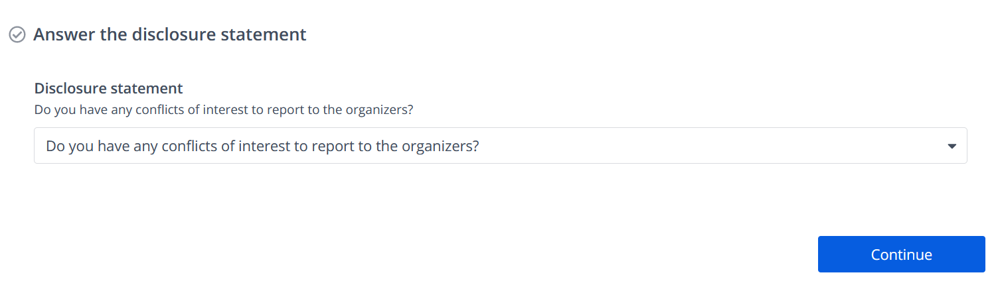 Answer the disclosure statement
Disclosure statement
Do you have any conflicts of interest to report to the organizers?
Do you have any conflicts of interest to report to the organizers?
Continue